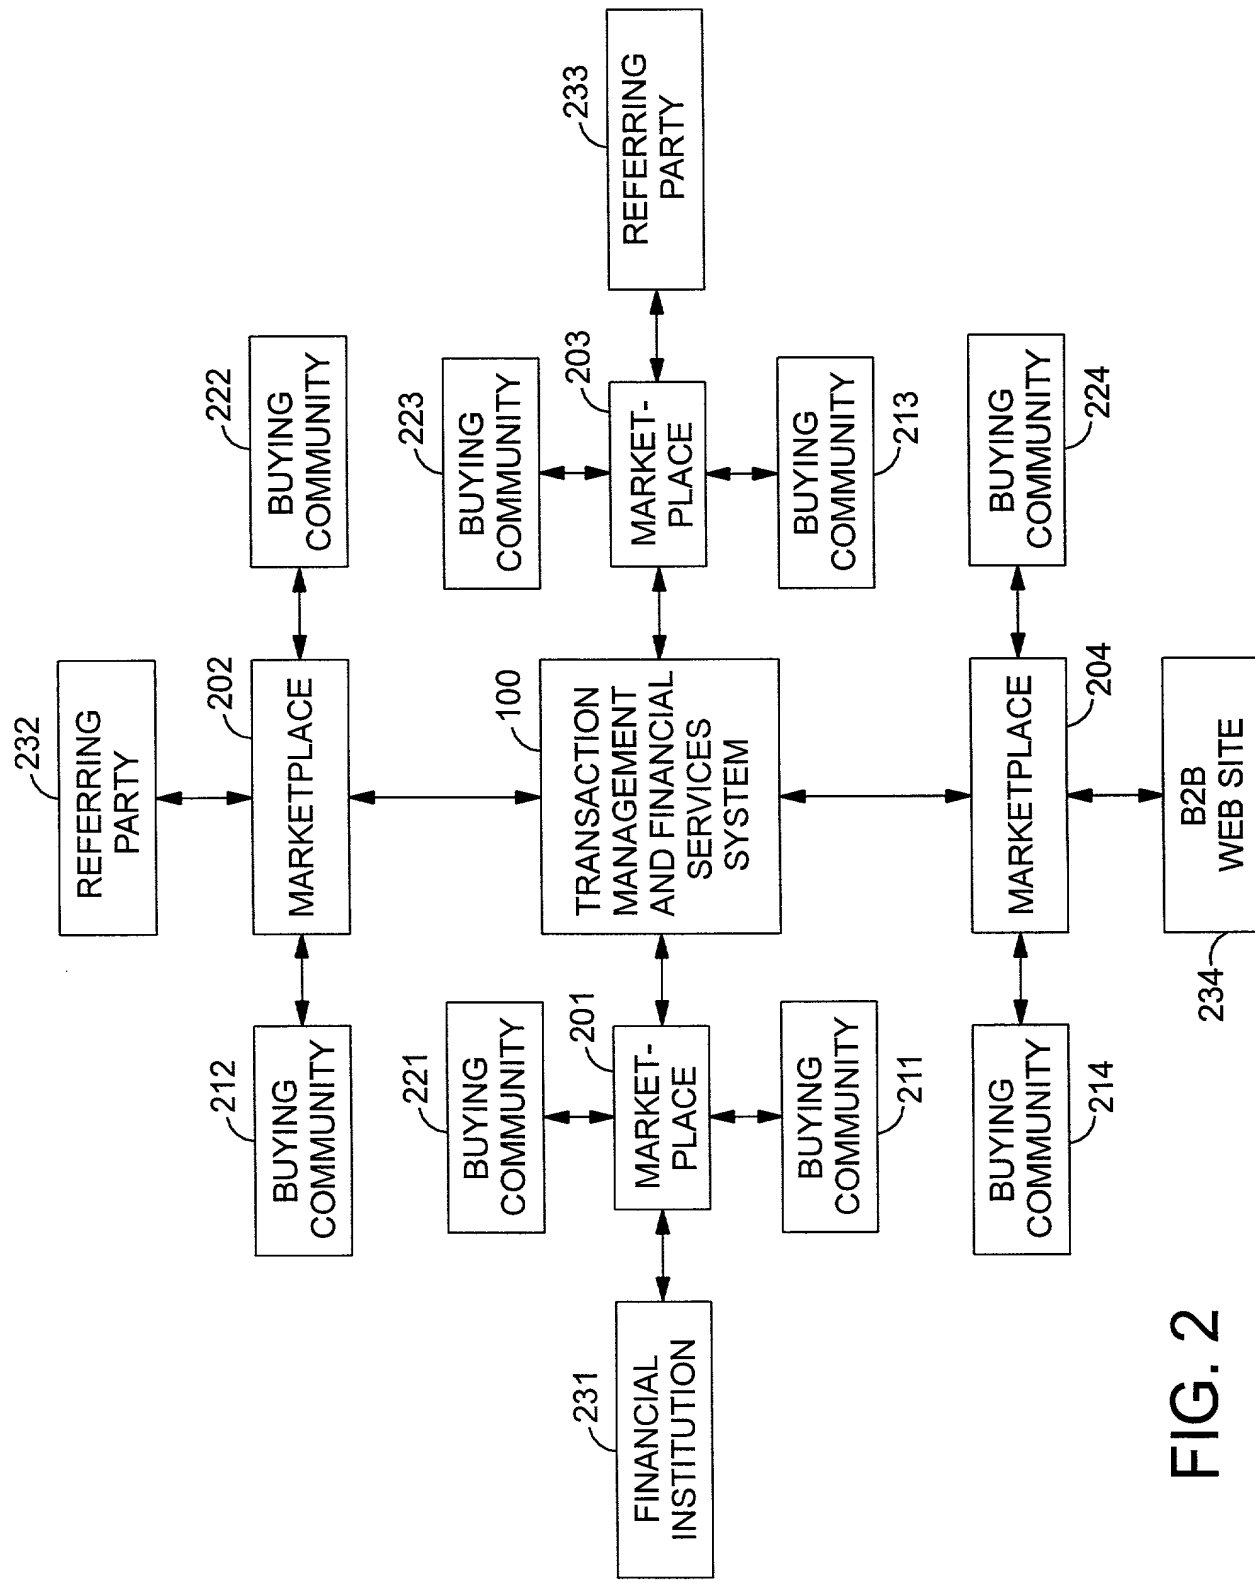 232
REFERRING
PARTY
212
BUYING
COMMUNITY
202
MARKETPLACE
222
BUYING
COMMUNITY
231
FINANCIAL
INSTITUTION
221
BUYING
COMMUNITY
201
MARKET-
PLACE
BUYING
COMMUNITY
211
100
TRANSACTION
MANAGEMENT
AND FINANCIAL
SERVICES
SYSTEM
223
BUYING
COMMUNITY
203
MARKET-
PLACE
BUYING
COMMUNITY
213
233
REFERRING
PARTY
BUYING
COMMUNITY
214
MARKETPLACE
204
BUYING
COMMUNITY
224
234
B2B
WEB SITE
FIG. 2